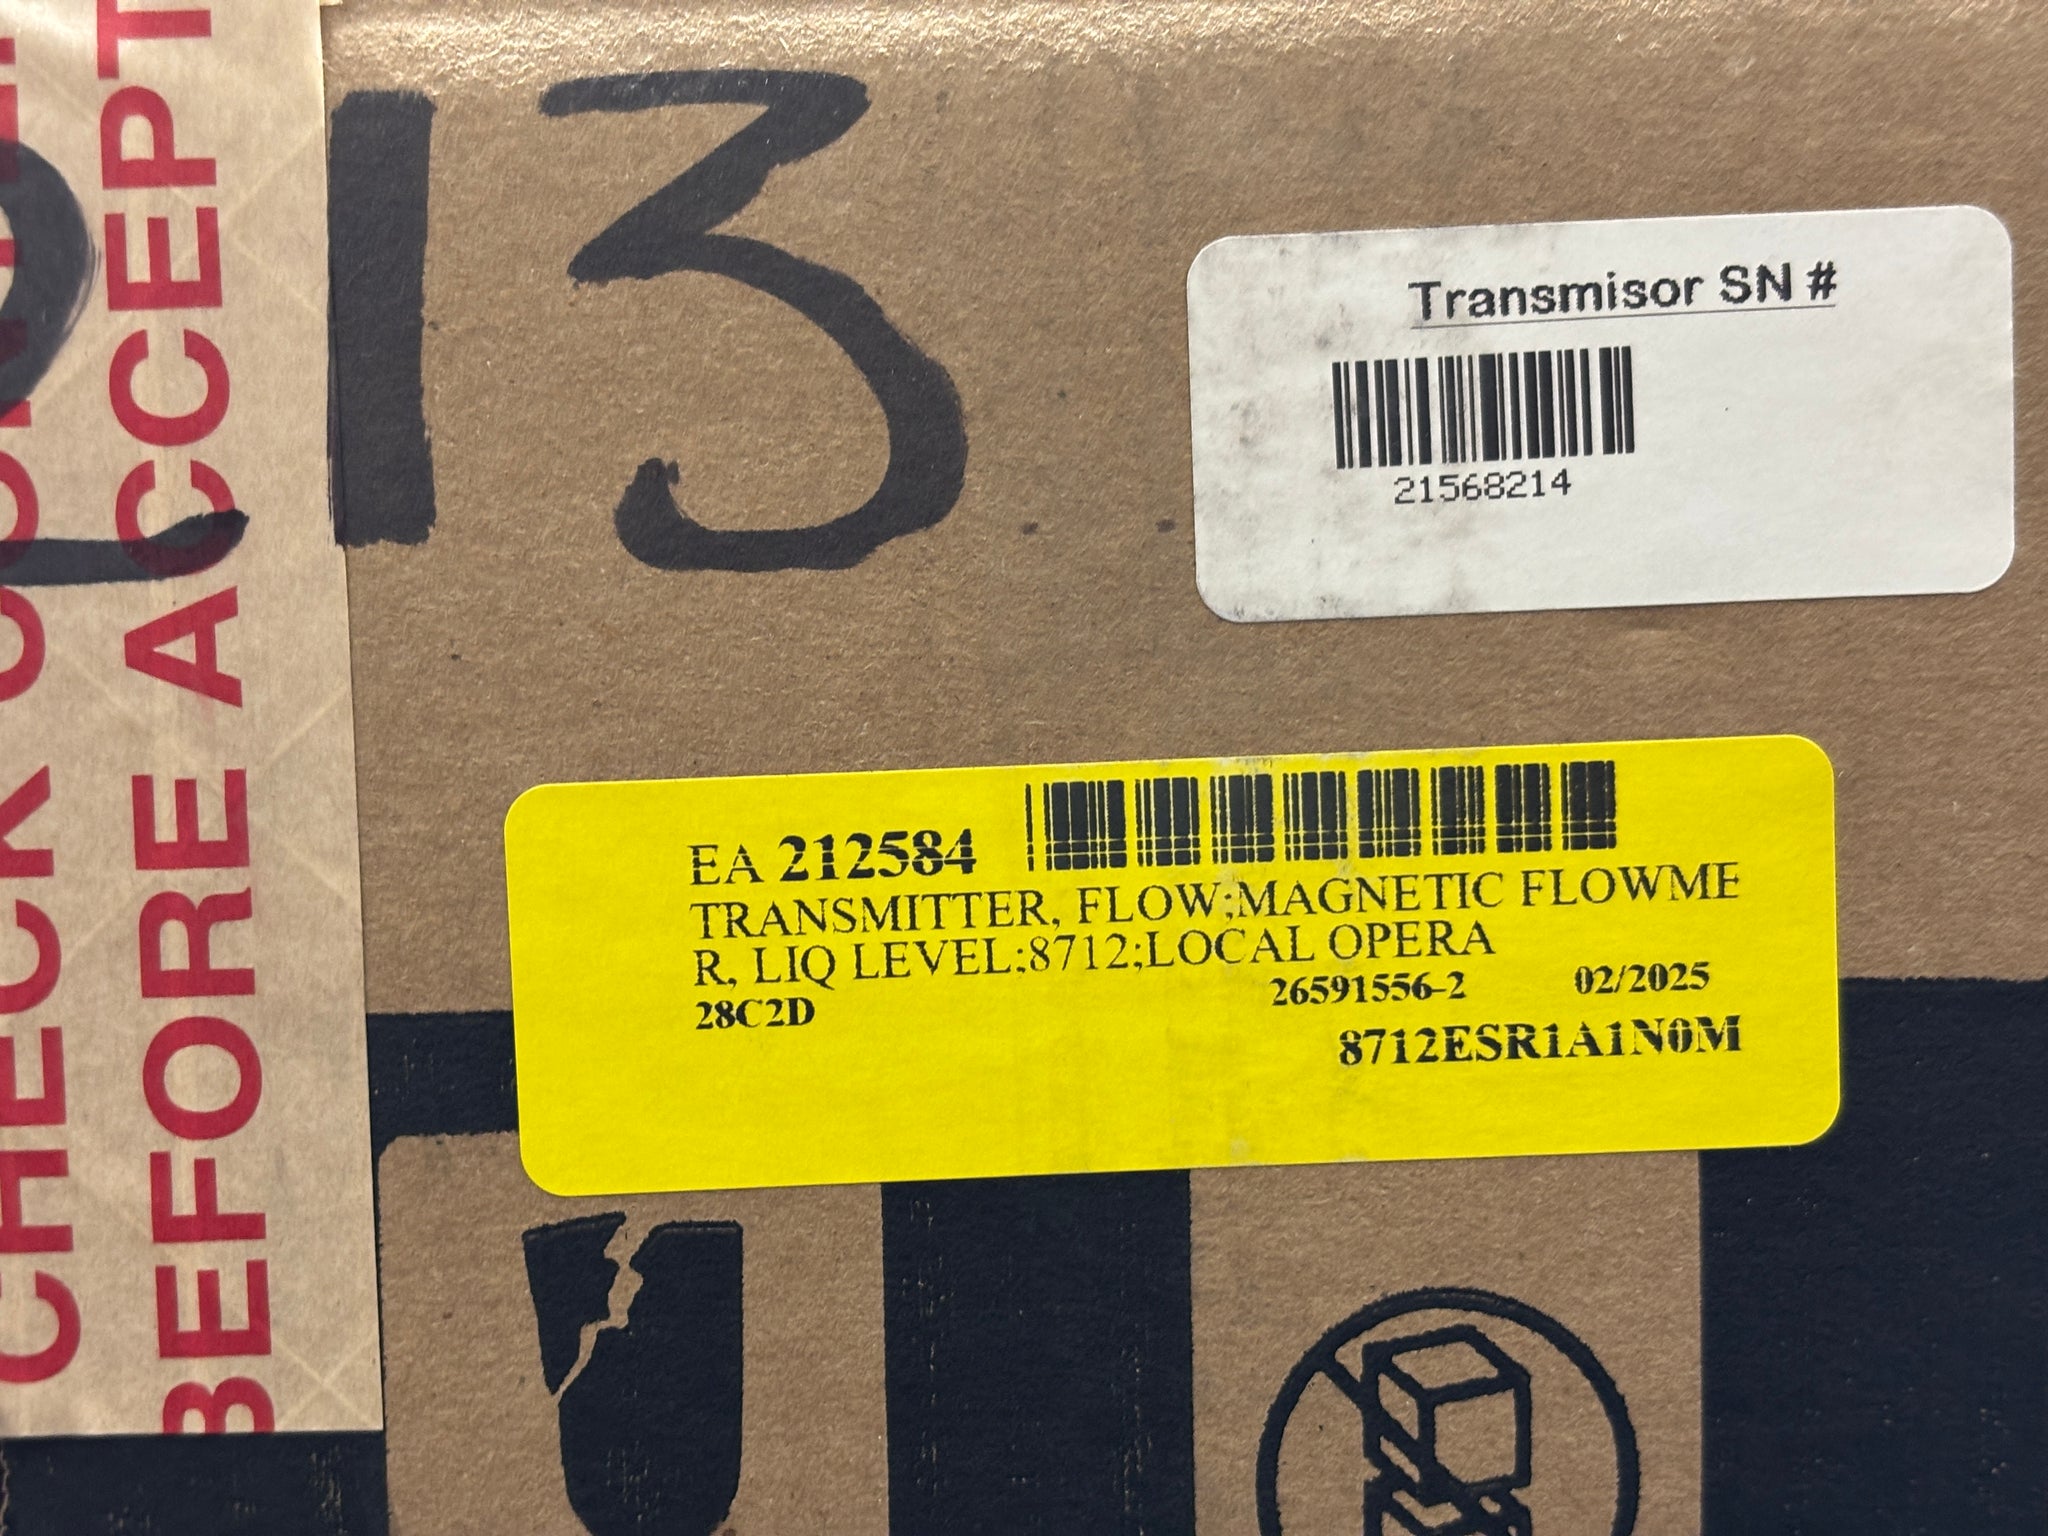 13
Transmisor SN #
21568214
EA 212584
TRANSMITTER, FLOW;MAGNETIC FLOWME
R, LIQ LEVEL;8712;LOCAL OPERA
26591556-2 02/2025
28C2D
8712ESR1A1N0M
CHECK
BEFORE ACCEPT